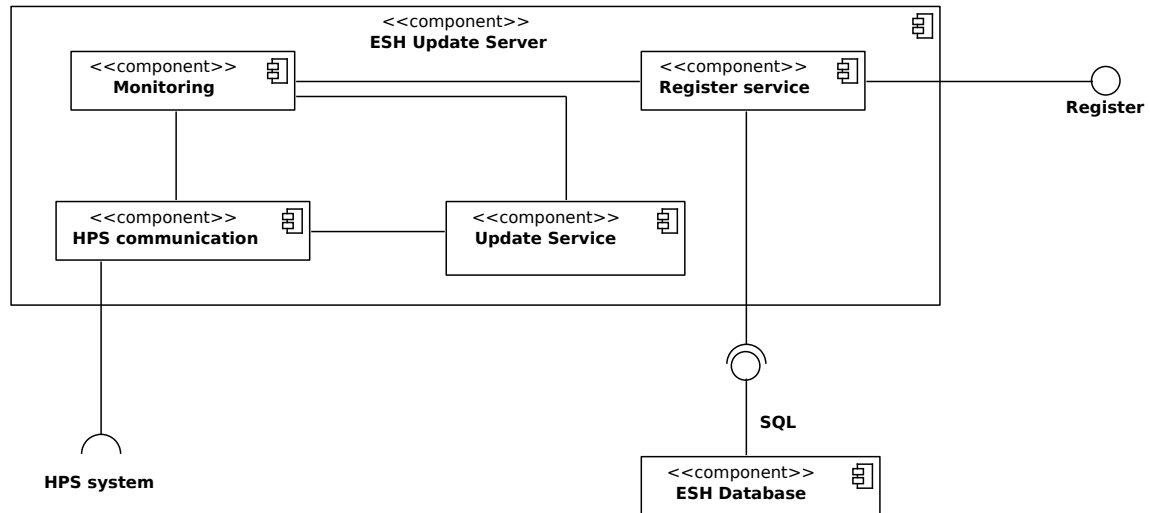 <<component>>
ESH Update Server
<<component>>
Monitoring
<<component>>
Register service
Register
<<component>>
HPS communication
<<component>>
Update Service
SQL
HPS system
<<component>>
ESH Database